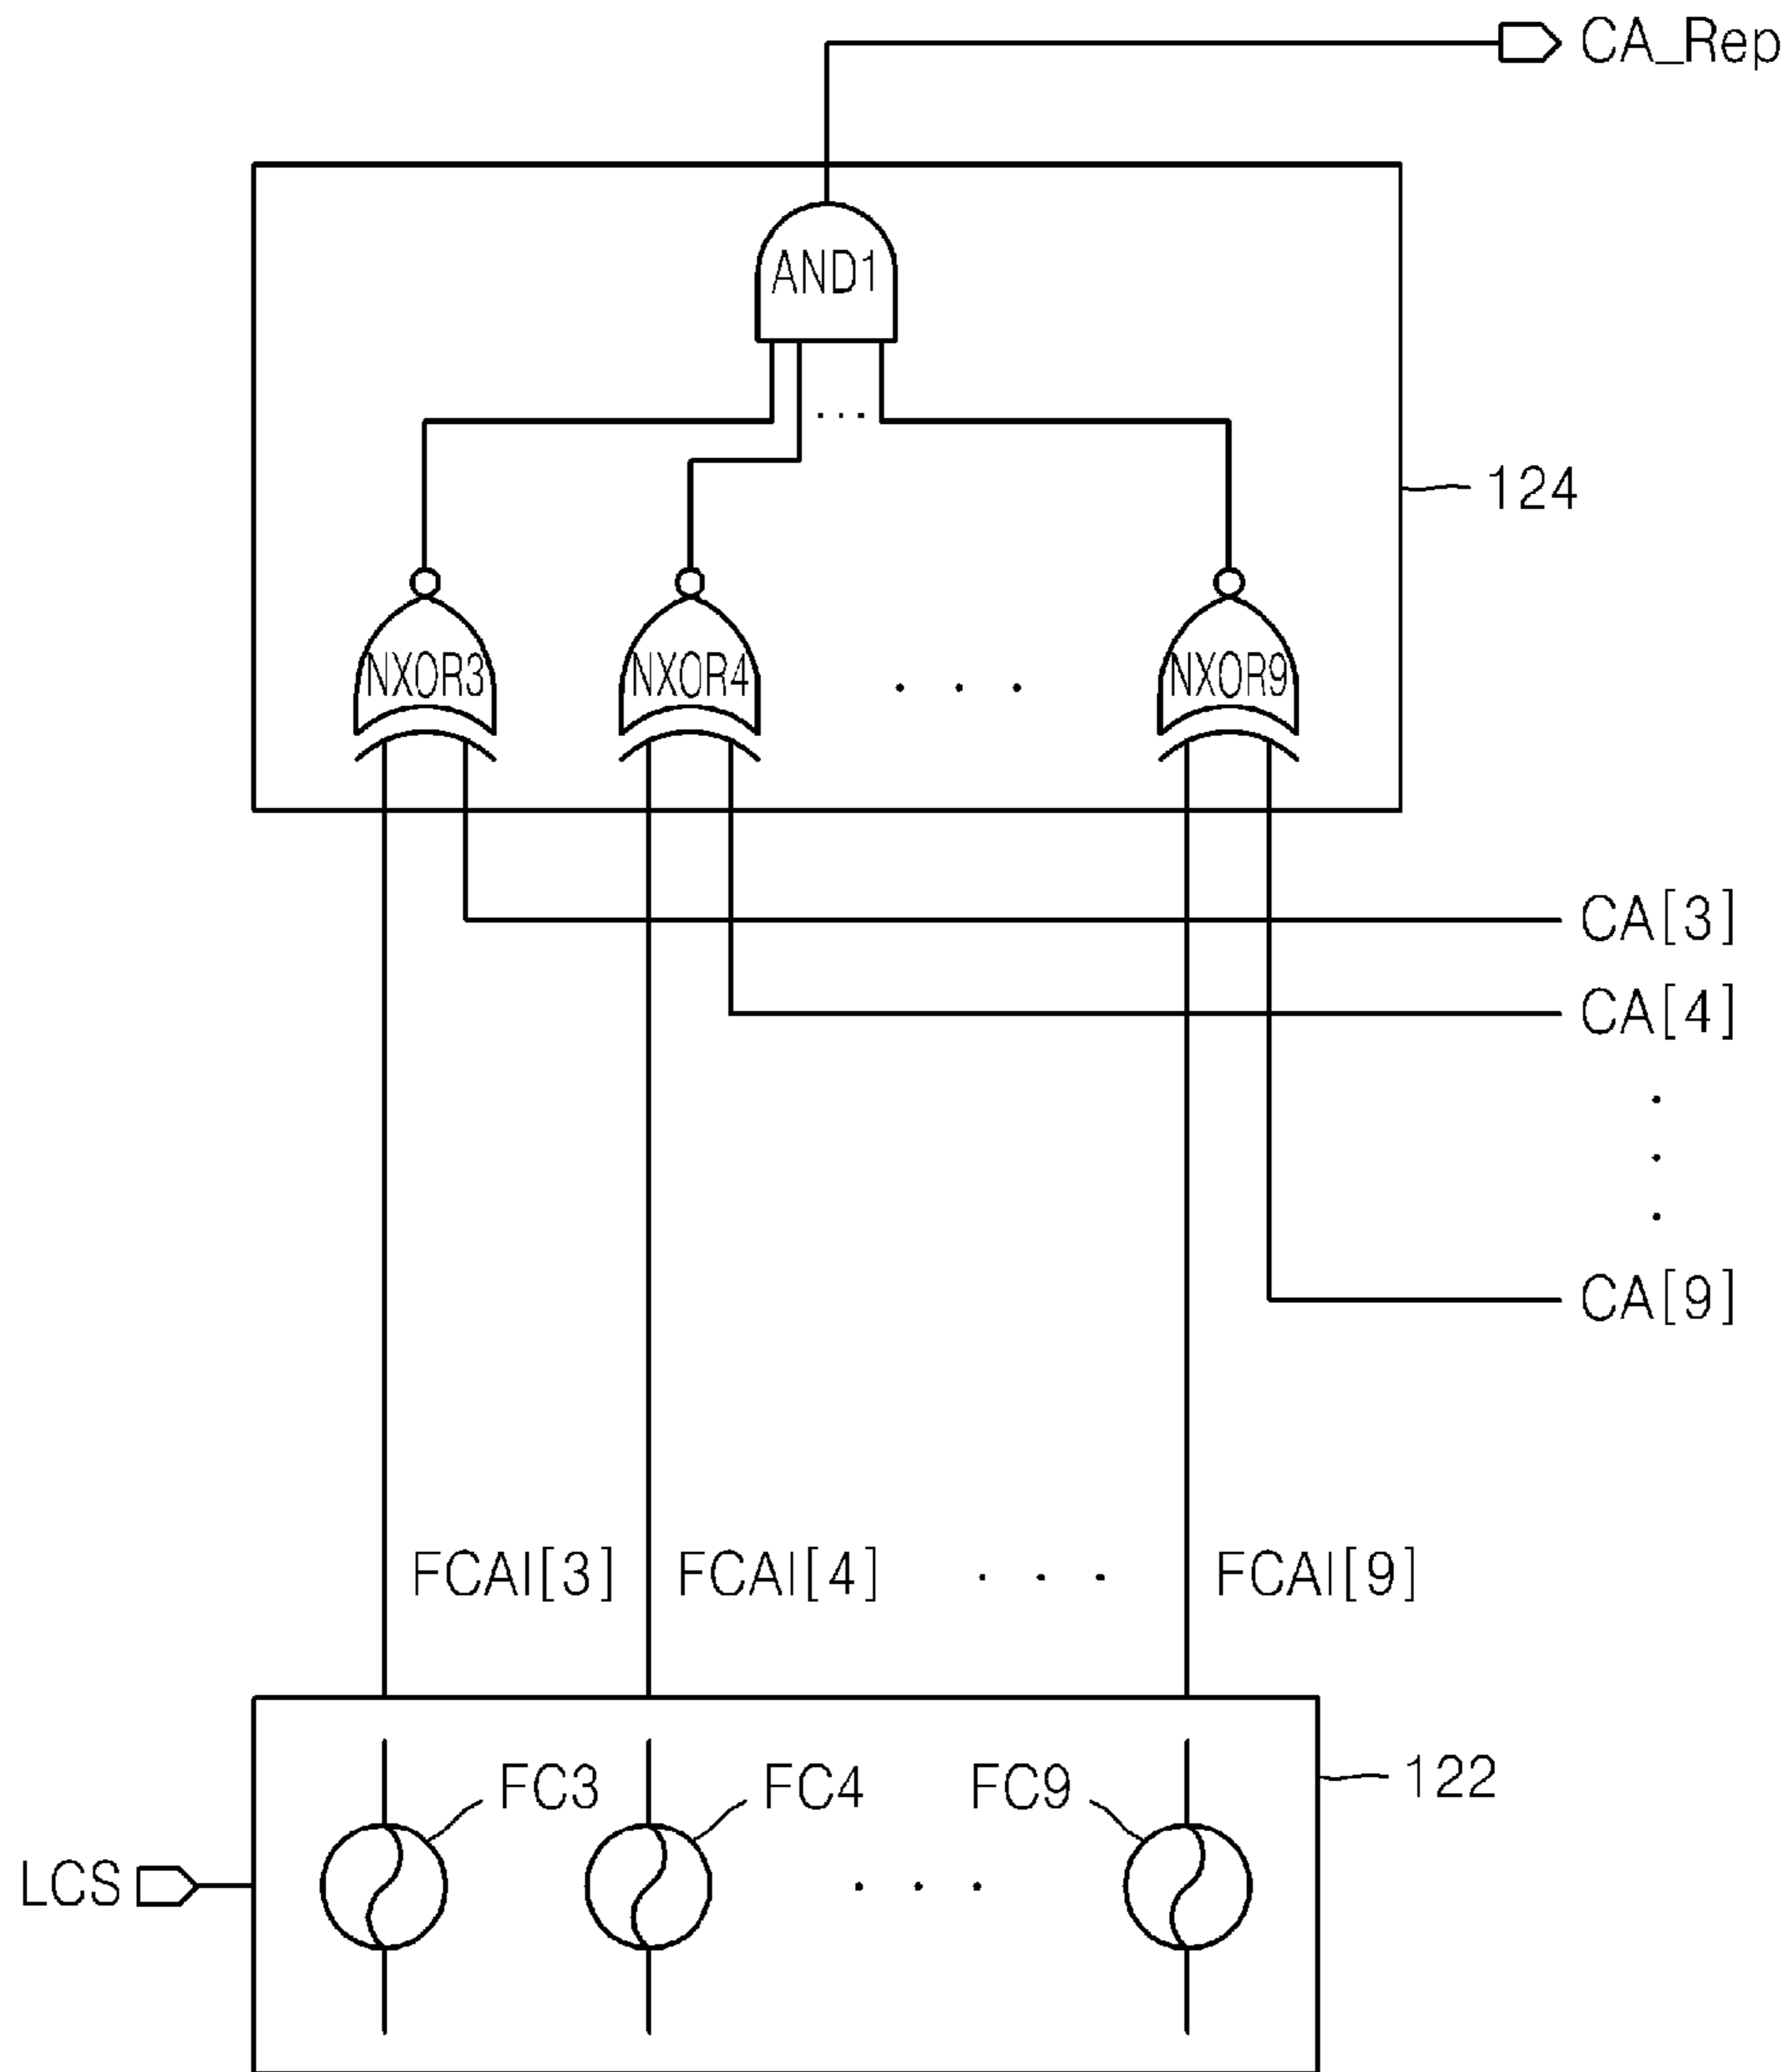 CA_Rep
AND1
...
124
NXOR3 NXOR4 . . . NXOR9
CA[3]
CA[4]
.
.
.
CA[9]
FCAI[3] FCAI[4] . . . FCAI[9]
122
FC3 FC4 FC9
LCS . . .